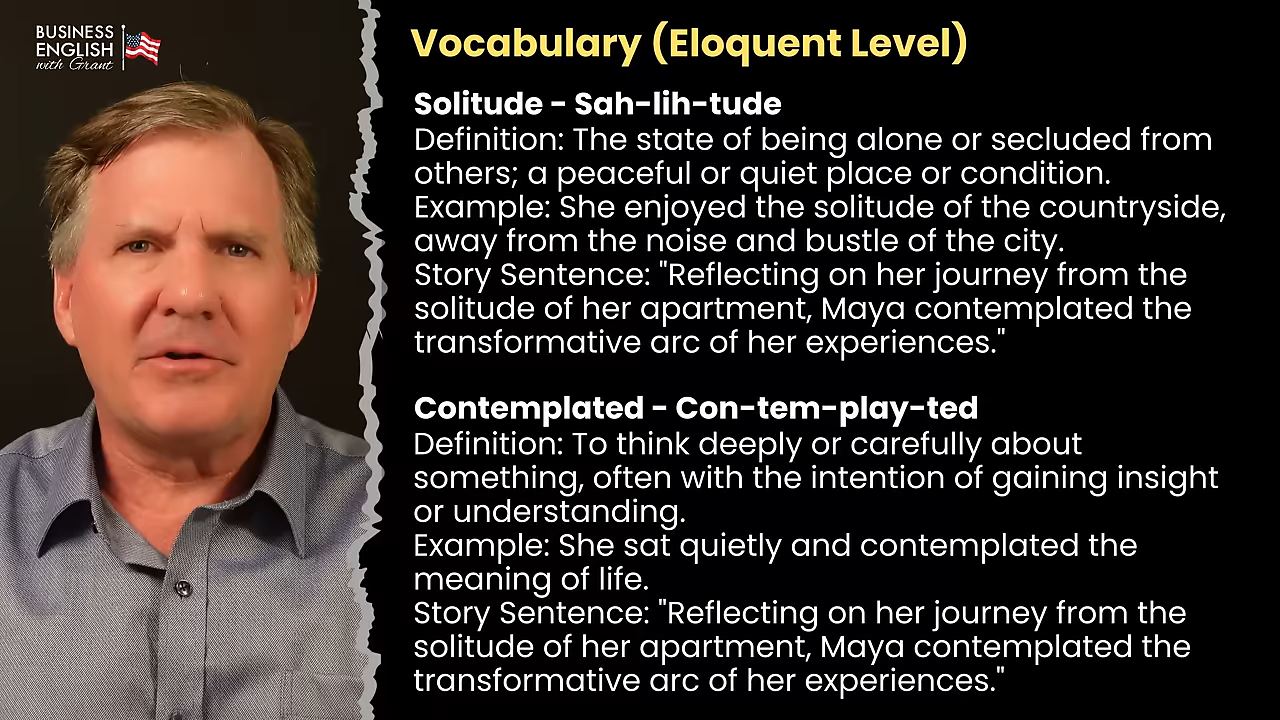 BUSINESS
ENGLISH
with Grant
Vocabulary (Eloquent Level)
Solitude - Sah-lih-tude
Definition: The state of being alone or secluded from
others; a peaceful or quiet place or condition.
Example: She enjoyed the solitude of the countryside,
away from the noise and bustle of the city.
Story Sentence: "Reflecting on her journey from the
solitude of her apartment, Maya contemplated the
transformative arc of her experiences."
Contemplated - Con-tem-play-ted
Definition: To think deeply or carefully about
something, often with the intention of gaining insight
or understanding.
Example: She sat quietly and contemplated the
meaning of life.
Story Sentence: "Reflecting on her journey from the
solitude of her apartment, Maya contemplated the
transformative arc of her experiences."